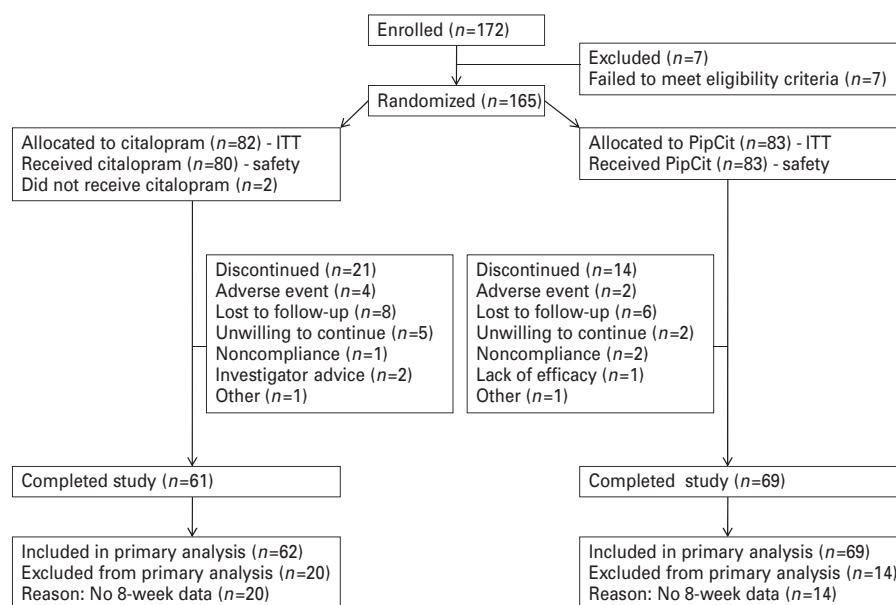 Enrolled (n=172)
Excluded (n=7)
Failed to meet eligibility criteria (n=7)
Randomized (n=165)
Allocated to citalopram (n=82) - ITT
Received citalopram (n=80) - safety
Did not receive citalopram (n=2)
Allocated to PipCit (n=83) - ITT
Received PipCit (n=83) - safety
Discontinued (n=21)
Adverse event (n=4)
Lost to follow-up (n=8)
Unwilling to continue (n=5)
Noncompliance (n=1)
Investigator advice (n=2)
Other (n=1)
Discontinued (n=14)
Adverse event (n=2)
Lost to follow-up (n=6)
Unwilling to continue (n=2)
Noncompliance (n=2)
Lack of efficacy (n=1)
Other (n=1)
Completed study (n=61)
Completed study (n=69)
Included in primary analysis (n=62)
Excluded from primary analysis (n=20)
Reason: No 8-week data (n=20)
Included in primary analysis (n=69)
Excluded from primary analysis (n=14)
Reason: No 8-week data (n=14)